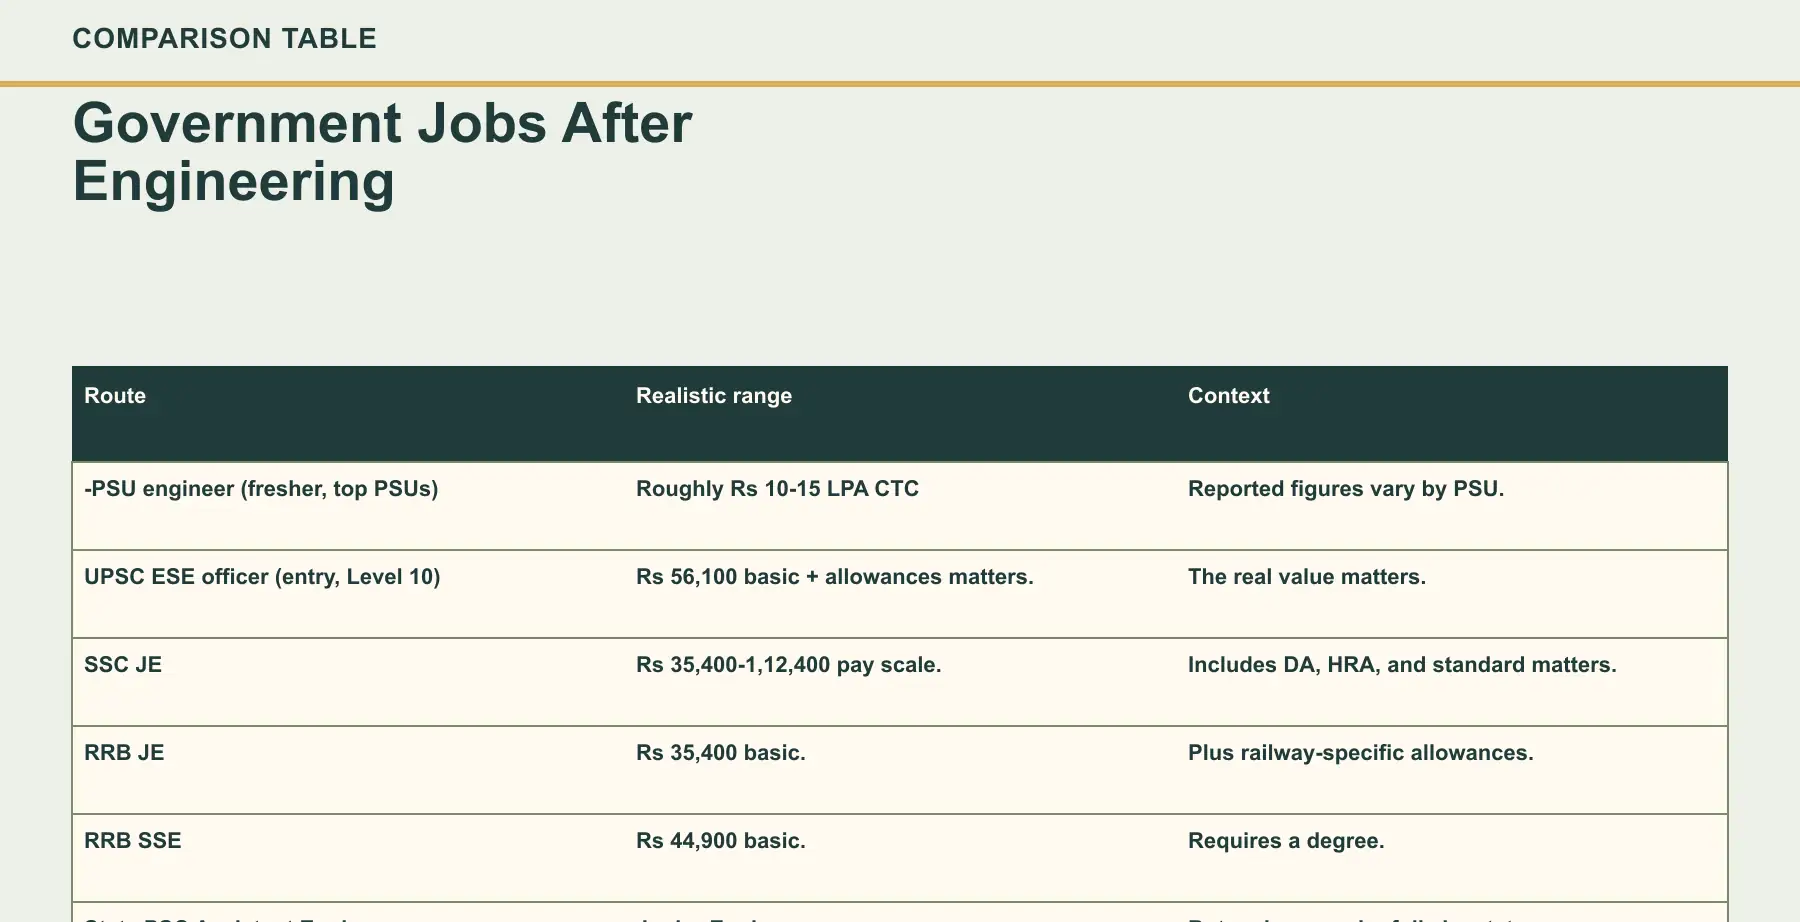 COMPARISON TABLE
Government Jobs After
Engineering
Route Realistic range Context
-PSU engineer (fresher, top PSUs) Roughly Rs 10-15 LPA CTC Reported figures vary by PSU.
UPSC ESE officer (entry, Level 10) Rs 56,100 basic + allowances matters. The real value matters.
SSC JE Rs 35,400-1,12,400 pay scale. Includes DA, HRA, and standard matters.
RRB JE Rs 35,400 basic. Plus railway-specific allowances.
RRB SSE Rs 44,900 basic. Requires a degree.